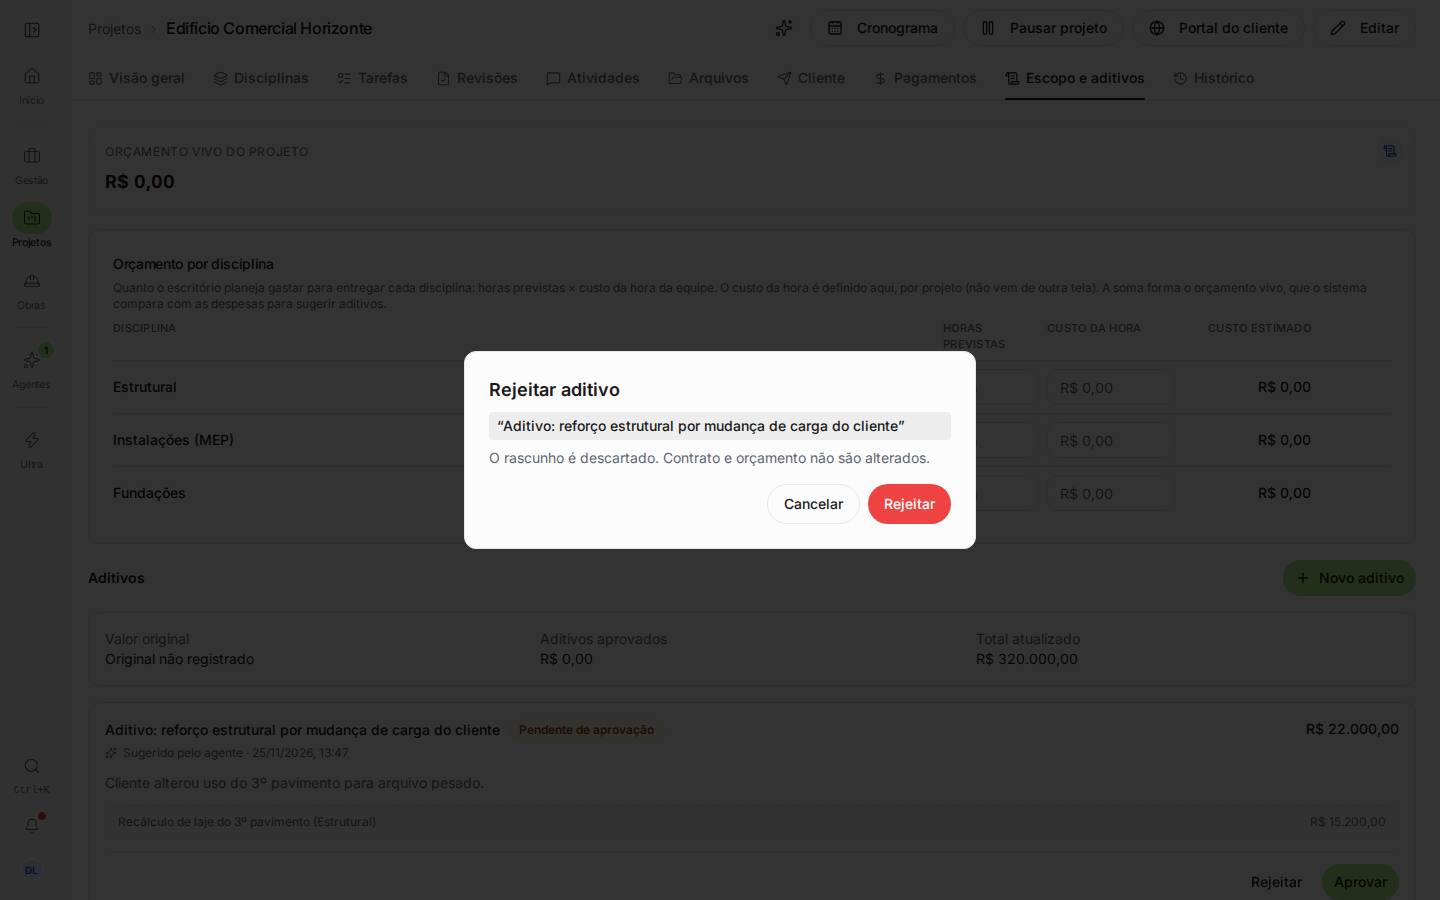 Projetos › Edifício Comercial Horizonte
Cronograma
Pausar projeto
Portal do cliente
Editar
Visão geral
Disciplinas
Tarefas
Revisões
Atividades
Arquivos
Cliente
Pagamentos
Escopo e aditivos
Histórico
Início
Gestão
Projetos
Obras
1
Agentes
Ultra
Ctrl+K
DL
ORÇAMENTO VIVO DO PROJETO
R$ 0,00
Orçamento por disciplina
Quanto o escritório planeja gastar para entregar cada disciplina: horas previstas × custo da hora da equipe. O custo da hora é definido aqui, por projeto (não vem de outra tela). A soma forma o orçamento vivo, que o sistema
compara com as despesas para sugerir aditivos.
DISCIPLINA
HORAS
PREVISTAS
CUSTO DA HORA
CUSTO ESTIMADO
Estrutural
R$ 0,00
R$ 0,00
Instalações (MEP)
R$ 0,00
R$ 0,00
Fundações
R$ 0,00
R$ 0,00
Rejeitar aditivo
“Aditivo: reforço estrutural por mudança de carga do cliente”
O rascunho é descartado. Contrato e orçamento não são alterados.
Cancelar
Rejeitar
Aditivos
Novo aditivo
Valor original
Original não registrado
Aditivos aprovados
R$ 0,00
Total atualizado
R$ 320.000,00
Aditivo: reforço estrutural por mudança de carga do cliente
Pendente de aprovação
R$ 22.000,00
Sugerido pelo agente · 25/11/2026, 13:47
Cliente alterou uso do 3º pavimento para arquivo pesado.
Recálculo de laje do 3º pavimento (Estrutural)
R$ 15.200,00
Rejeitar
Aprovar